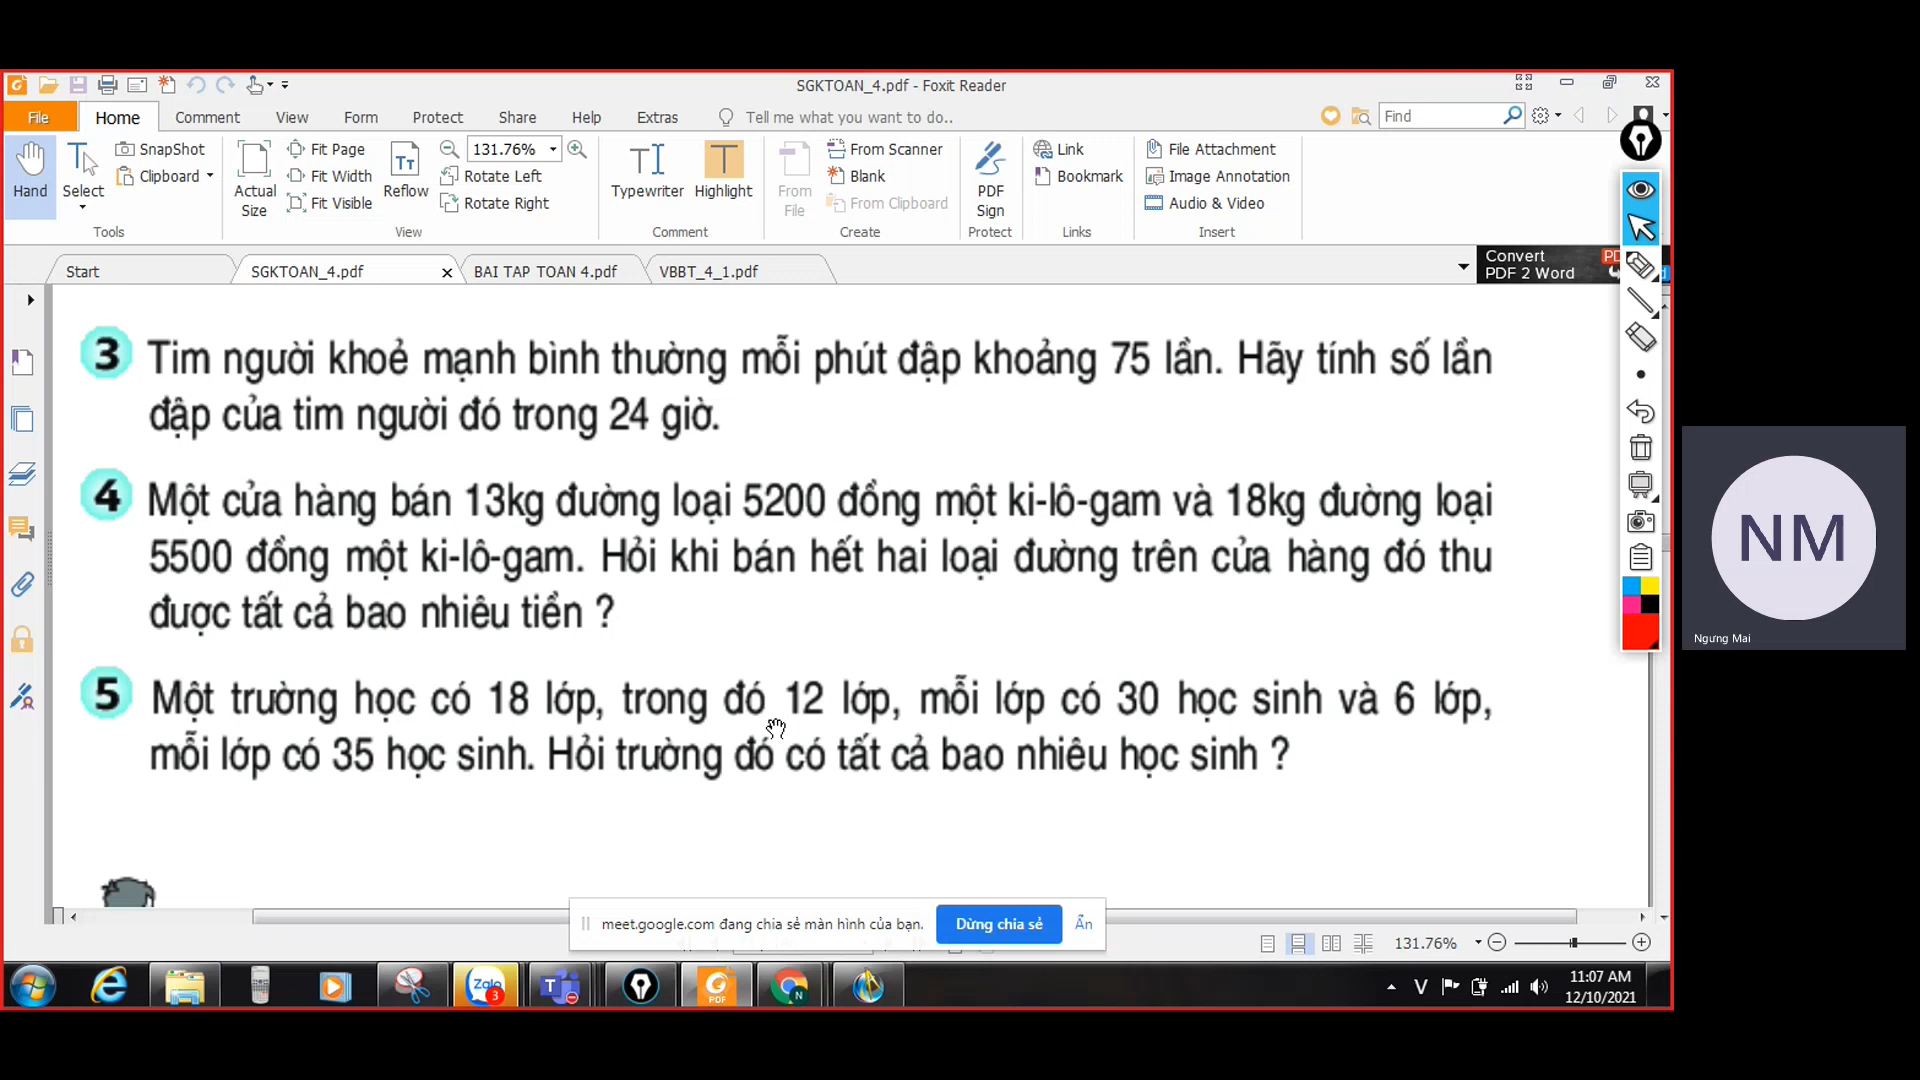 SGKTOAN_4.pdf - Foxit Reader
File Home Comment View Form Protect Share Help Extras Tell me what you want to do.. Find
Hand
Select
SnapShot
Clipboard
Tools
Actual Size
Fit Page
Fit Width
Fit Visible
Reflow
131.76%
Rotate Left
Rotate Right
View
Typewriter
Highlight
Comment
From File
From Scanner
Blank
From Clipboard
Create
PDF Sign
Protect
Link
Bookmark
Links
File Attachment
Image Annotation
Audio & Video
Insert
Start SGKTOAN_4.pdf BAI TAP TOAN 4.pdf VBBT_4_1.pdf
Convert
PDF 2 Word
3 Tim người khoẻ mạnh bình thường mỗi phút đập khoảng 75 lần. Hãy tính số lần
đập của tim người đó trong 24 giờ.
4 Một cửa hàng bán 13kg đường loại 5200 đồng một ki-lô-gam và 18kg đường loại
5500 đồng một ki-lô-gam. Hỏi khi bán hết hai loại đường trên cửa hàng đó thu
được tất cả bao nhiêu tiền ?
5 Một trường học có 18 lớp, trong đó 12 lớp, mỗi lớp có 30 học sinh và 6 lớp,
mỗi lớp có 35 học sinh. Hỏi trường đó có tất cả bao nhiêu học sinh ?
NM
Ngưng Mai
meet.google.com đang chia sẻ màn hình của bạn. Dừng chia sẻ Ẩn
131.76%
Zalo 3
PDF
N
V
11:07 AM
12/10/2021